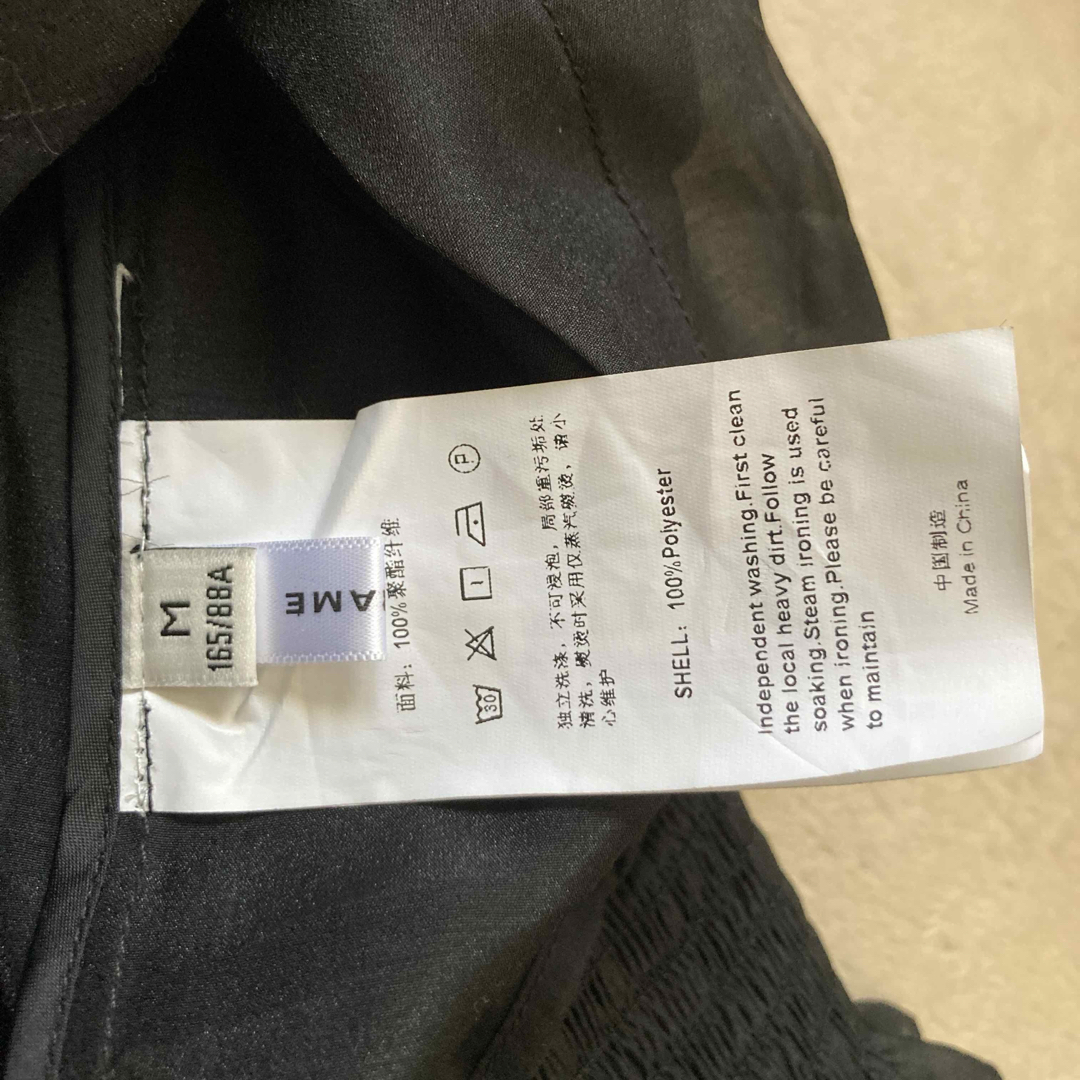 M
165/88A
AME
面料：100%聚酯纤维
30
P
独立洗涤，不可浸泡，局部重污垢处
清洗，熨烫时采用仅蒸汽熨烫，请小
心维护
SHELL：100%Polyester
Independent washing.First clean
the local heavy dirt.Follow
soaking.Steam ironing is used
when ironing.Please be careful
to maintain
中国制造
Made in China